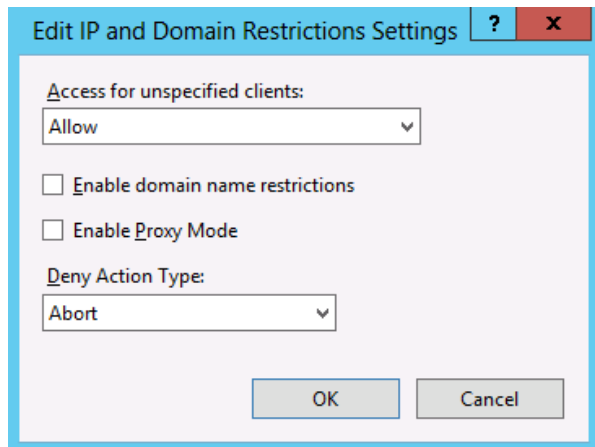 Edit IP and Domain Restrictions Settings ? x
Access for unspecified clients:
Allow
Enable domain name restrictions
Enable Proxy Mode
Deny Action Type:
Abort
OK Cancel